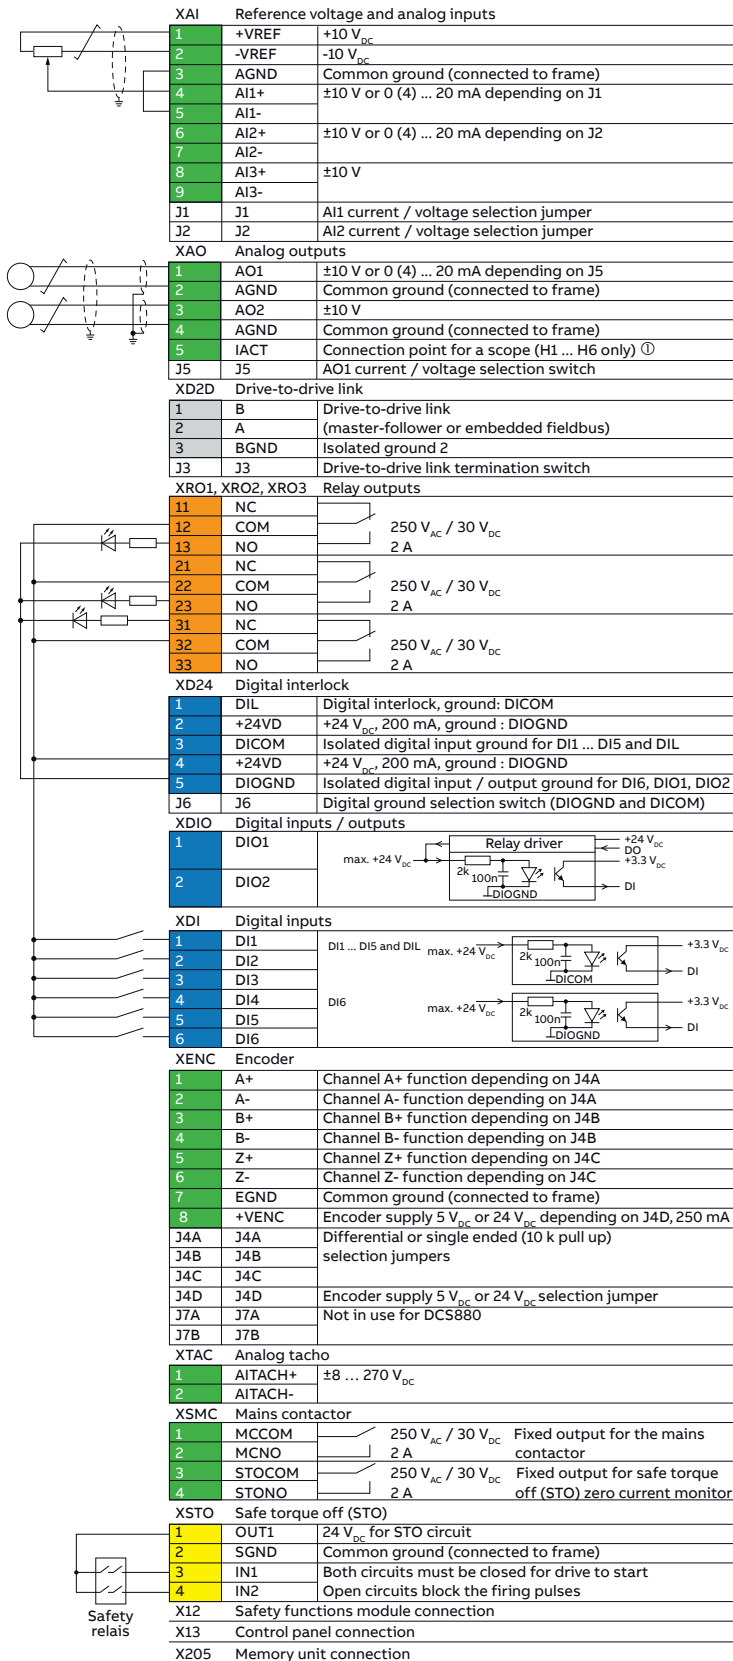 XAI Reference voltage and analog inputs
1 +VREF +10 VDC
2 -VREF -10 VDC
3 AGND Common ground (connected to frame)
4 AI1+ ±10 V or 0 (4) ... 20 mA depending on J1
5 AI1-
6 AI2+ ±10 V or 0 (4) ... 20 mA depending on J2
7 AI2-
8 AI3+ ±10 V
9 AI3-
J1 J1 AI1 current / voltage selection jumper
J2 J2 AI2 current / voltage selection jumper
XAO Analog outputs
1 AO1 ±10 V or 0 (4) ... 20 mA depending on J5
2 AGND Common ground (connected to frame)
3 AO2 ±10 V
4 AGND Common ground (connected to frame)
5 IACT Connection point for a scope (H1 ... H6 only) ①
J5 J5 AO1 current / voltage selection switch
XD2D Drive-to-drive link
1 B Drive-to-drive link
2 A (master-follower or embedded fieldbus)
3 BGND Isolated ground 2
J3 J3 Drive-to-drive link termination switch
XRO1, XRO2, XRO3 Relay outputs
11 NC
12 COM 250 VAC / 30 VDC
13 NO 2 A
21 NC
22 COM 250 VAC / 30 VDC
23 NO 2 A
31 NC
32 COM 250 VAC / 30 VDC
33 NO 2 A
XD24 Digital interlock
1 DIL Digital interlock, ground: DICOM
2 +24VD +24 VDC, 200 mA, ground : DIOGND
3 DICOM Isolated digital input ground for DI1 ... DI5 and DIL
4 +24VD +24 VDC, 200 mA, ground : DIOGND
5 DIOGND Isolated digital input / output ground for DI6, DIO1, DIO2
J6 J6 Digital ground selection switch (DIOGND and DICOM)
XDIO Digital inputs / outputs
1 DIO1 Relay driver +24 VDC
DO
max. +24 VDC +3.3 VDC
2k
100n
2 DIO2 DI
DIOGND
XDI Digital inputs
1 DI1 DI1 ... DI5 and DIL max. +24 VDC +3.3 VDC
2 DI2 2k 100n
DI
3 DI3 DICOM
4 DI4 DI6 max. +24 VDC +3.3 VDC
5 DI5 2k 100n
DI
6 DI6 DIOGND
XENC Encoder
1 A+ Channel A+ function depending on J4A
2 A- Channel A- function depending on J4A
3 B+ Channel B+ function depending on J4B
4 B- Channel B- function depending on J4B
5 Z+ Channel Z+ function depending on J4C
6 Z- Channel Z- function depending on J4C
7 EGND Common ground (connected to frame)
8 +VENC Encoder supply 5 VDC or 24 VDC depending on J4D, 250 mA
J4A J4A Differential or single ended (10 k pull up)
J4B J4B selection jumpers
J4C J4C
J4D J4D Encoder supply 5 VDC or 24 VDC selection jumper
J7A J7A Not in use for DCS880
J7B J7B
XTAC Analog tacho
1 AITACH+ ±8 ... 270 VDC
2 AITACH-
XSMC Mains contactor
1 MCCOM 250 VAC / 30 VDC Fixed output for the mains
2 MCNO 2 A contactor
3 STOCOM 250 VAC / 30 VDC Fixed output for safe torque
4 STONO 2 A off (STO) zero current monitor
XSTO Safe torque off (STO)
1 OUT1 24 VDC for STO circuit
2 SGND Common ground (connected to frame)
3 IN1 Both circuits must be closed for drive to start
4 IN2 Open circuits block the firing pulses
Safety
relais
X12 Safety functions module connection
X13 Control panel connection
X205 Memory unit connection